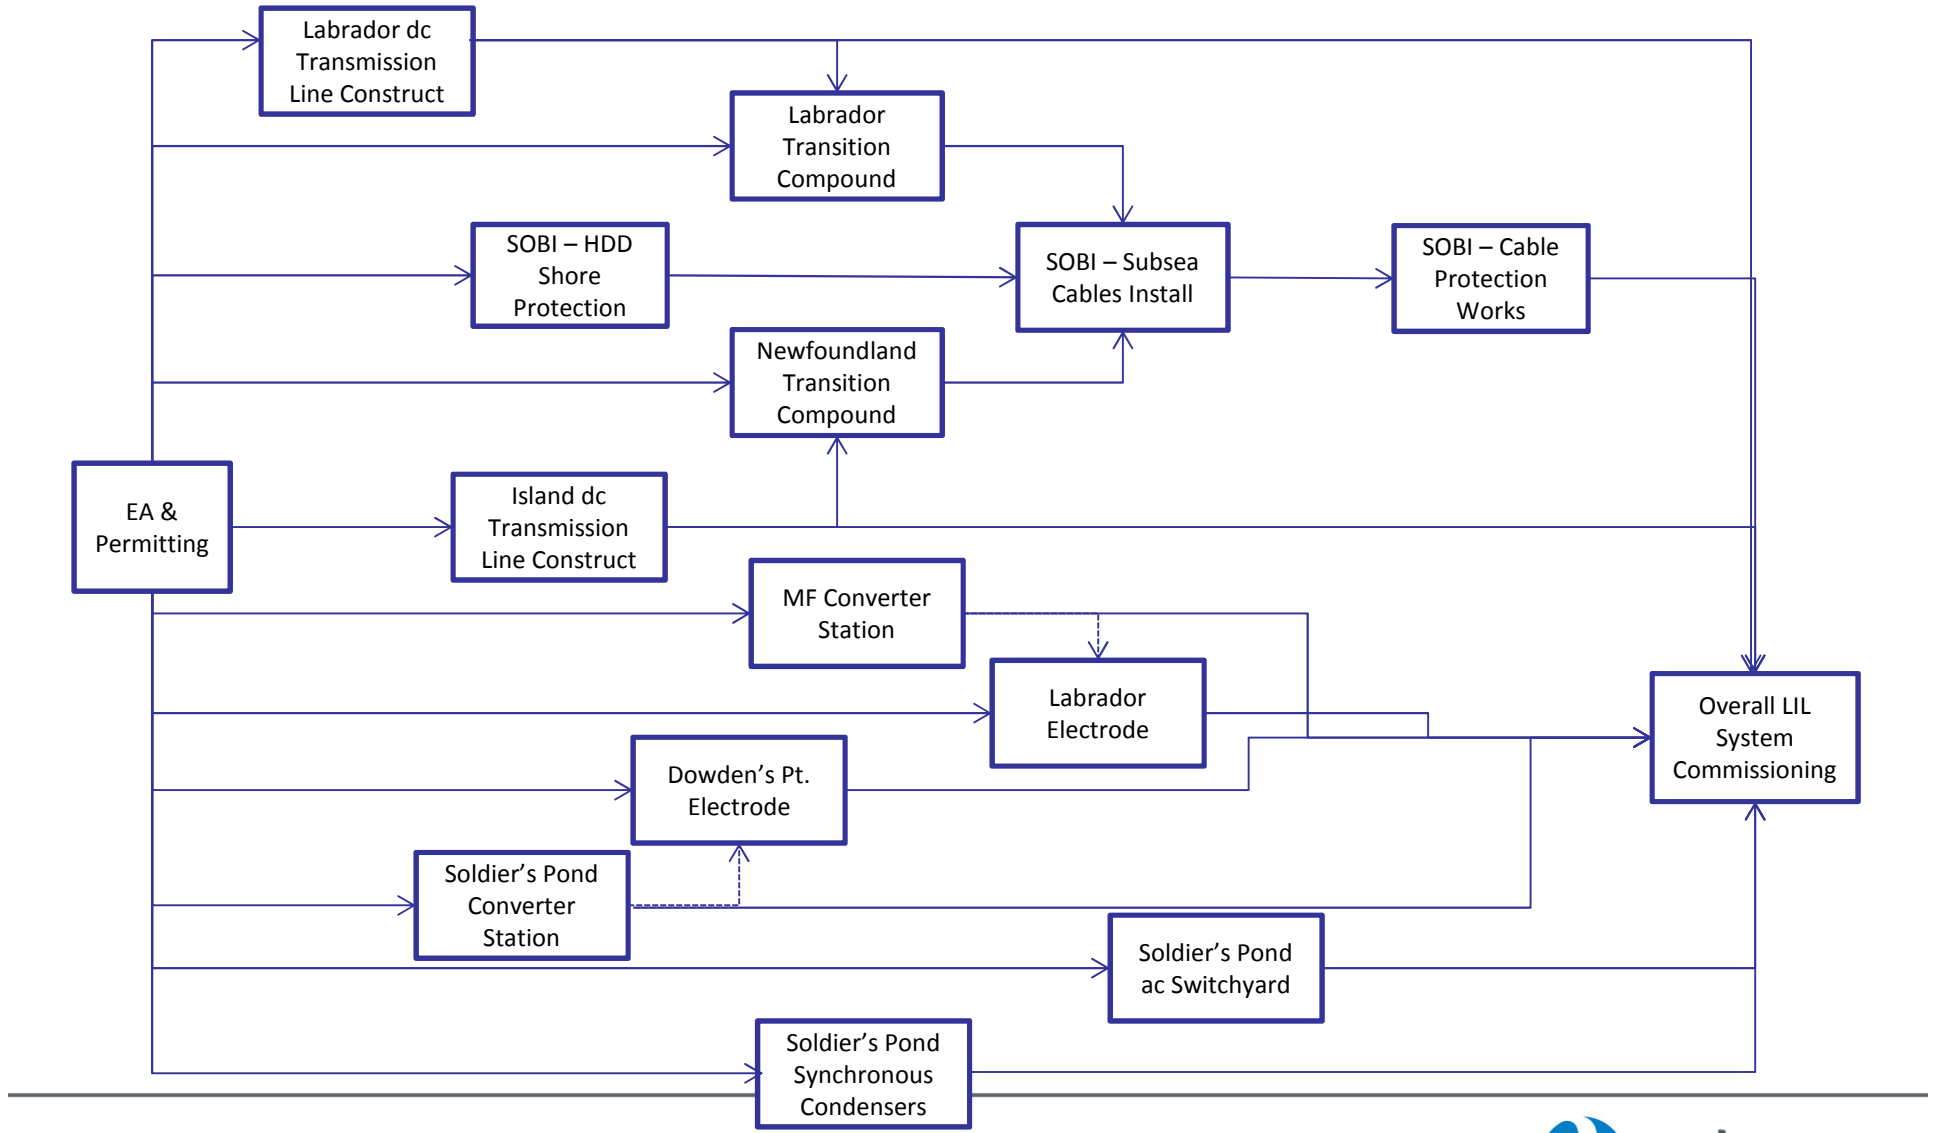 Labrador dc
Transmission
Line Construct
Labrador
Transition
Compound
SOBI – HDD
Shore
Protection
SOBI – Subsea
Cables Install
SOBI – Cable
Protection
Works
Newfoundland
Transition
Compound
EA &
Permitting
Island dc
Transmission
Line Construct
MF Converter
Station
Labrador
Electrode
Overall LIL
System
Commissioning
Dowden’s Pt.
Electrode
Soldier’s Pond
Converter
Station
Soldier’s Pond
ac Switchyard
Soldier’s Pond
Synchronous
Condensers